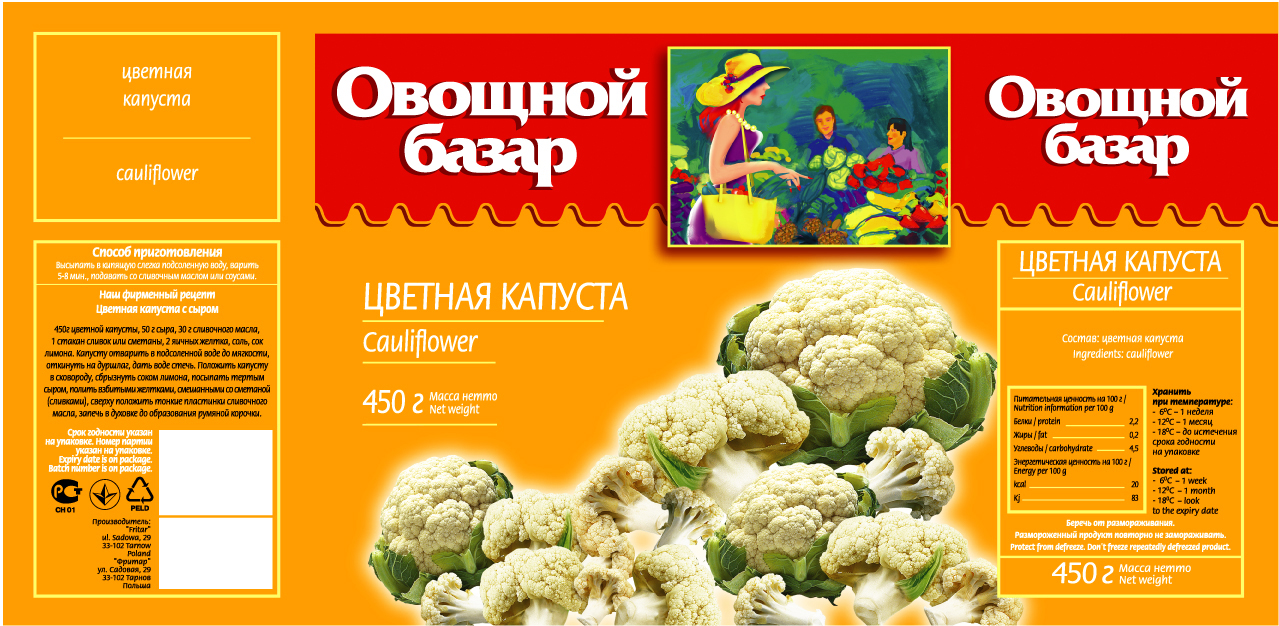 цветная
капуста
cauliflower
Способ приготовления
Высыпать в кипящую слегка подсоленную воду, варить
5-8 мин., подавать со сливочным маслом или соусами.
Наш фирменный рецепт
Цветная капуста с сыром
450г цветной капусты, 50 г сыра, 30 г сливочного масла,
1 стакан сливок или сметаны, 2 яичных желтка, соль, сок
лимона. Капусту отварить в подсоленной воде до мягкости,
откинуть на дуршлаг, дать воде стечь. Положить капусту
в сковороду, сбрызнуть соком лимона, посыпать тертым
сыром, полить взбитыми желтками, смешанными со сметаной
(сливками), сверху положить тонкие пластинки сливочного
масла, запечь в духовке до образования румяной корочки.
Срок годности указан
на упаковке. Номер партии
указан на упаковке.
Expiry date is on package.
Batch number is on package.
СН 01
PELD
Производитель:
"Fritar"
ul. Sadowa, 29
33-102 Tarnow
Poland
"Фритар"
ул. Садовая, 29
33-102 Тарнов
Польша
Овощной
базар
ЦВЕТНАЯ КАПУСТА
Cauliflower
450 г Масса нетто
Net weight
Овощной
базар
ЦВЕТНАЯ КАПУСТА
Cauliflower
Состав: цветная капуста
Ingredients: cauliflower
Питательная ценность на 100 г /
Nutrition information per 100 g
Белки / protein 2,2
Жиры / fat 0,2
Углеводы / carbohydrate 4,5
Энергетическая ценность на 100 г /
Energy per 100 g
kcal 20
Kj 83
Хранить
при температуре:
- 6ºC – 1 неделя
- 12ºC – 1 месяц
- 18ºC – до истечения
срока годности
на упаковке
Stored at:
- 6ºC – 1 week
- 12ºC – 1 month
- 18ºC – look
to the expiry date
Беречь от размораживания.
Размороженный продукт повторно не замораживать.
Protect from defreeze. Don`t freeze repeatedly defreezed product.
450 г Масса нетто
Net weight